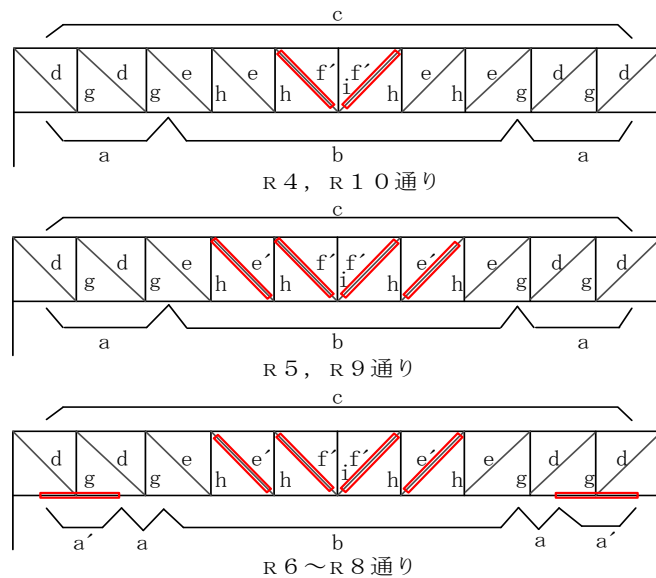 c
d d e e f´ f´ e e d d
g g h h i h h g g
a b a
R4，R10通り
c
d d e e´ f´ f´ e´ e d d
g g h h i h h g g
a b a
R5，R9通り
c
d d e e´ f´ f´ e´ e d d
g g h h i h h g g
a´ a b a a´
R6～R8通り